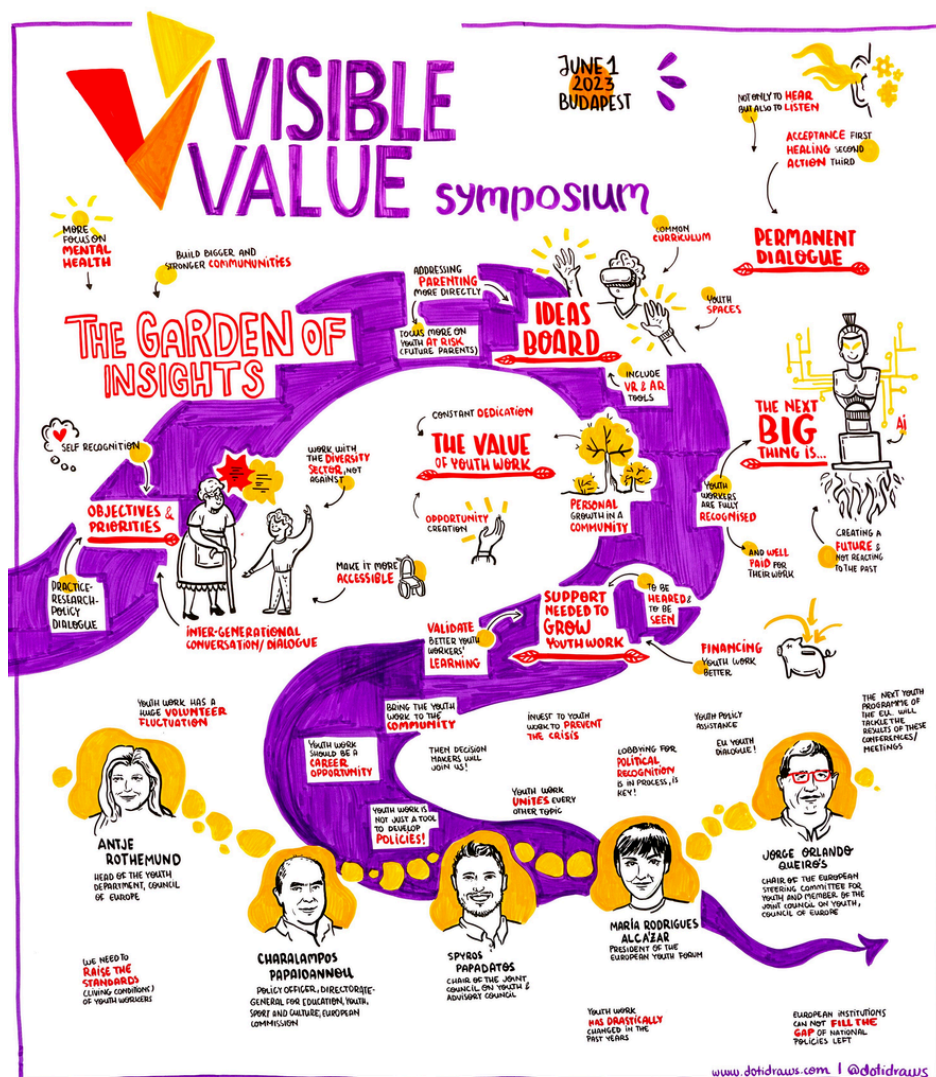 VISIBLE
VALUE
symposium
JUNE 1
2023
BUDAPEST
NOT ONLY TO HEAR
BUT ALSO TO LISTEN
ACCEPTANCE FIRST
HEALING SECOND
ACTION THIRD
PERMANENT
DIALOGUE
MORE
FOCUS ON
MENTAL
HEALTH
BUILD BIGGER AND
STRONGER COMMUNUNITIES
THE GARDEN OF
INSIGHTS
ADDRESSING
PARENTING
MORE DIRECTLY
FOCUS MORE ON
YOUTH AT RISK
(FUTURE PARENTS)
IDEAS
BOARD
COMMON
CURRICULUM
YOUTH
SPACES
INCLUDE
VR & AR
TOOLS
SELF RECOGNITION
OBJECTIVES &
PRIORITIES
PRACTICE-
RESEARCH-
POLICY
DIALOGUE
WORK WITH
THE DIVERSITY
SECTOR, NOT
AGAINST
MAKE IT MORE
ACCESSIBLE
INTER-GENERATIONAL
CONVERSATION/DIALOGUE
CONSTANT DEDICATION
THE VALUE
OF YOUTH WORK
OPPORTUNITY
CREATION
PERSONAL
GROWTH IN A
COMMUNITY
THE NEXT
BIG
THING IS...
Ai
YOUTH
WORKERS
ARE FULLY
RECOGNISED
AND WELL
PAID FOR
THEIR WORK
CREATING A
FUTURE &
NOT REACTING
TO THE PAST
SUPPORT
NEEDED TO
GROW
YOUTH WORK
TO BE
HEARED &
TO BE
SEEN
VALIDATE
BETTER YOUTH
WORKERS'
LEARNING
FINANCING
YOUTH WORK
BETTER
YOUTH WORK HAS A
HUGE VOLUNTEER
FLUCTUATION
BRING THE YOUTH
WORK TO THE
COMMUNITY
YOUTH WORK
SHOULD BE A
CAREER
OPPORTUNITY
THEN DECISION
MAKERS WILL
JOIN US!
INVEST TO YOUTH
WORK TO PREVENT
THE CRISIS
YOUTH WORK
UNITES EVERY
OTHER TOPIC
LOBBYING FOR
POLITICAL
RECOGNITION
IS IN PROCESS, IS
KEY!
YOUTH POLICY
ASSISTANCE
EU YOUTH
DIALOGUE!
THE NEXT YOUTH
PROGRAMME OF
THE EU. WILL
TACKLE THE
RESULTS OF THESE
CONFERENCES/
MEETINGS
YOUTH WORK IS
NOT JUST A TOOL
TO DEVELOP
POLICIES!
ANTJE
ROTHEMUND
HEAD OF THE YOUTH
DEPARTMENT, COUNCIL
OF EUROPE
CHARALAMPOS
PAPAIOANNOU
POLICY OFFICER, DIRECTORATE-
GENERAL FOR EDUCATION, YOUTH,
SPORT AND CULTURE, EUROPEAN
COMMISSION
SPYROS
PAPADATOS
CHAIR OF THE JOINT
COUNCIL ON YOUTH &
ADVISORY COUNCIL
MARÍA RODRIGUES
ALCÁZAR
PRESIDENT OF THE
EUROPEAN YOUTH FORUM
JORGE ORLANDO
QUEIRO'S
CHAIR OF THE EUROPEAN
STEERING COMMITTEE FOR
YOUTH AND MEMBER OF THE
JOINT COUNCIL ON YOUTH,
COUNCIL OF EUROPE
WE NEED TO
RAISE THE
STANDARDS
(LIVING CONDITIONS)
OF YOUTH WORKERS
YOUTH WORK
HAS DRASTICALLY
CHANGED IN THE
PAST YEARS
EUROPEAN INSTITUTIONS
CAN NOT FILL THE
GAP OF NATIONAL
POLICIES LEFT
www.dotidraws.com | @dotidraws